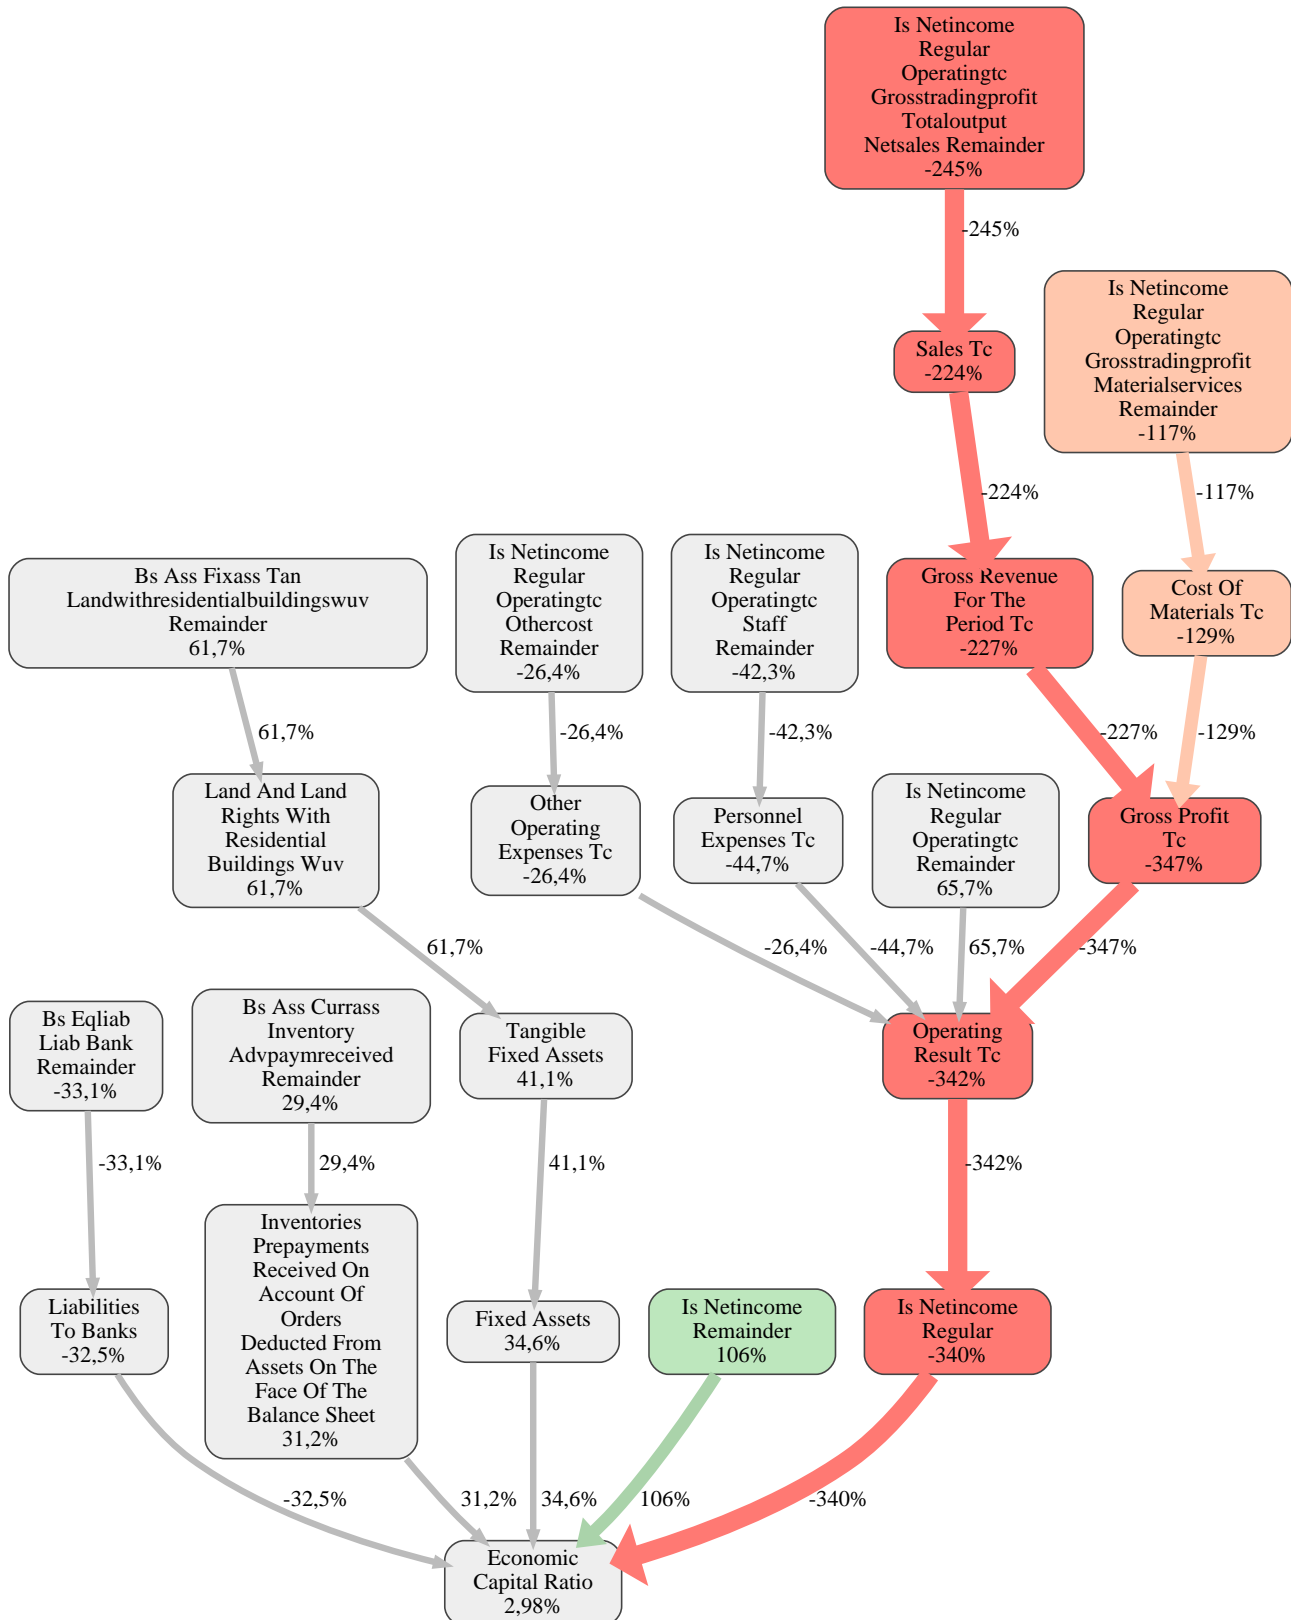 Is Netincome
Regular
Operatingtc
Grosstradingprofit
Totaloutput
Netsales Remainder
-245%
-245%
Is Netincome
Regular
Operatingtc
Grosstradingprofit
Materialservices
Remainder
-117%
Sales Tc
-224%
-224%
-117%
Bs Ass Fixass Tan
Landwithresidentialbuildingswuv
Remainder
61,7%
Is Netincome
Regular
Operatingtc
Othercost
Remainder
-26,4%
Is Netincome
Regular
Operatingtc
Staff
Remainder
-42,3%
Gross Revenue
For The
Period Tc
-227%
Cost Of
Materials Tc
-129%
61,7%
-26,4%
-42,3%
-227%
-129%
Land And Land
Rights With
Residential
Buildings Wuv
61,7%
Other
Operating
Expenses Tc
-26,4%
Personnel
Expenses Tc
-44,7%
Is Netincome
Regular
Operatingtc
Remainder
65,7%
Gross Profit
Tc
-347%
61,7%
-26,4%
-44,7%
65,7%
-347%
Bs Eqliab
Liab Bank
Remainder
-33,1%
Bs Ass Currass
Inventory
Advpaymreceived
Remainder
29,4%
Tangible
Fixed Assets
41,1%
Operating
Result Tc
-342%
-33,1%
29,4%
41,1%
-342%
Liabilities
To Banks
-32,5%
Inventories
Prepayments
Received On
Account Of
Orders
Deducted From
Assets On The
Face Of The
Balance Sheet
31,2%
Fixed Assets
34,6%
Is Netincome
Remainder
106%
Is Netincome
Regular
-340%
-32,5%
31,2%
34,6%
106%
-340%
Economic
Capital Ratio
2,98%